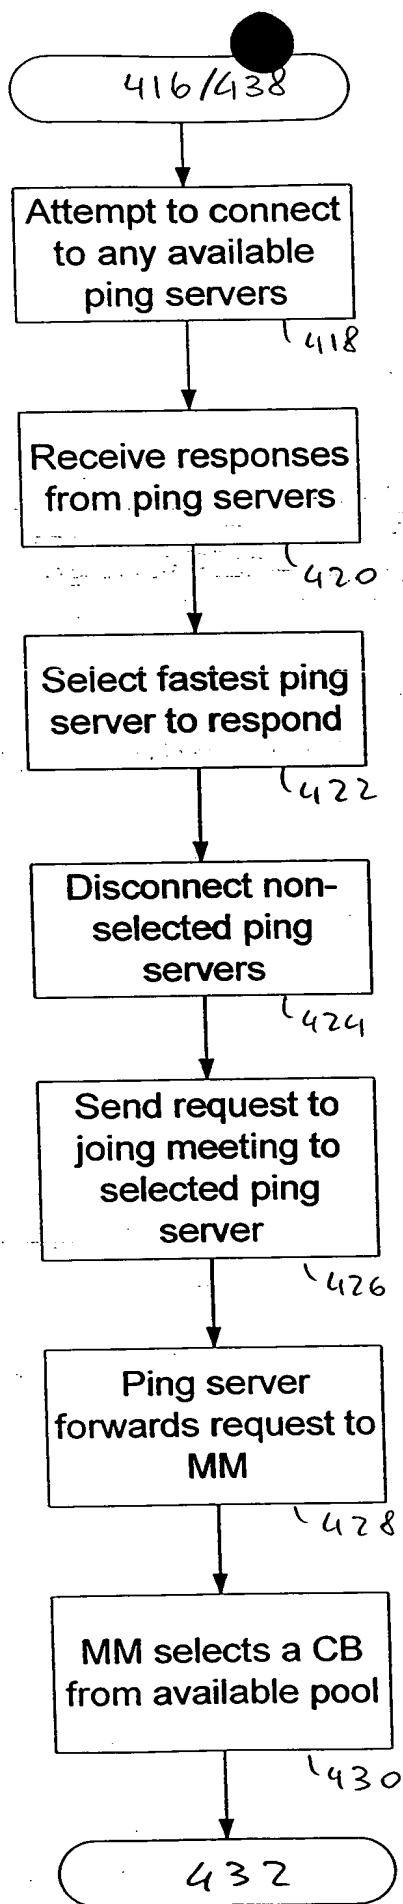 416/438
Attempt to connect
to any available
ping servers
418
Receive responses
from ping servers
420
Select fastest ping
server to respond
422
Disconnect non-
selected ping
servers
424
Send request to
joing meeting to
selected ping
server
426
Ping server
forwards request to
MM
428
MM selects a CB
from available pool
430
432